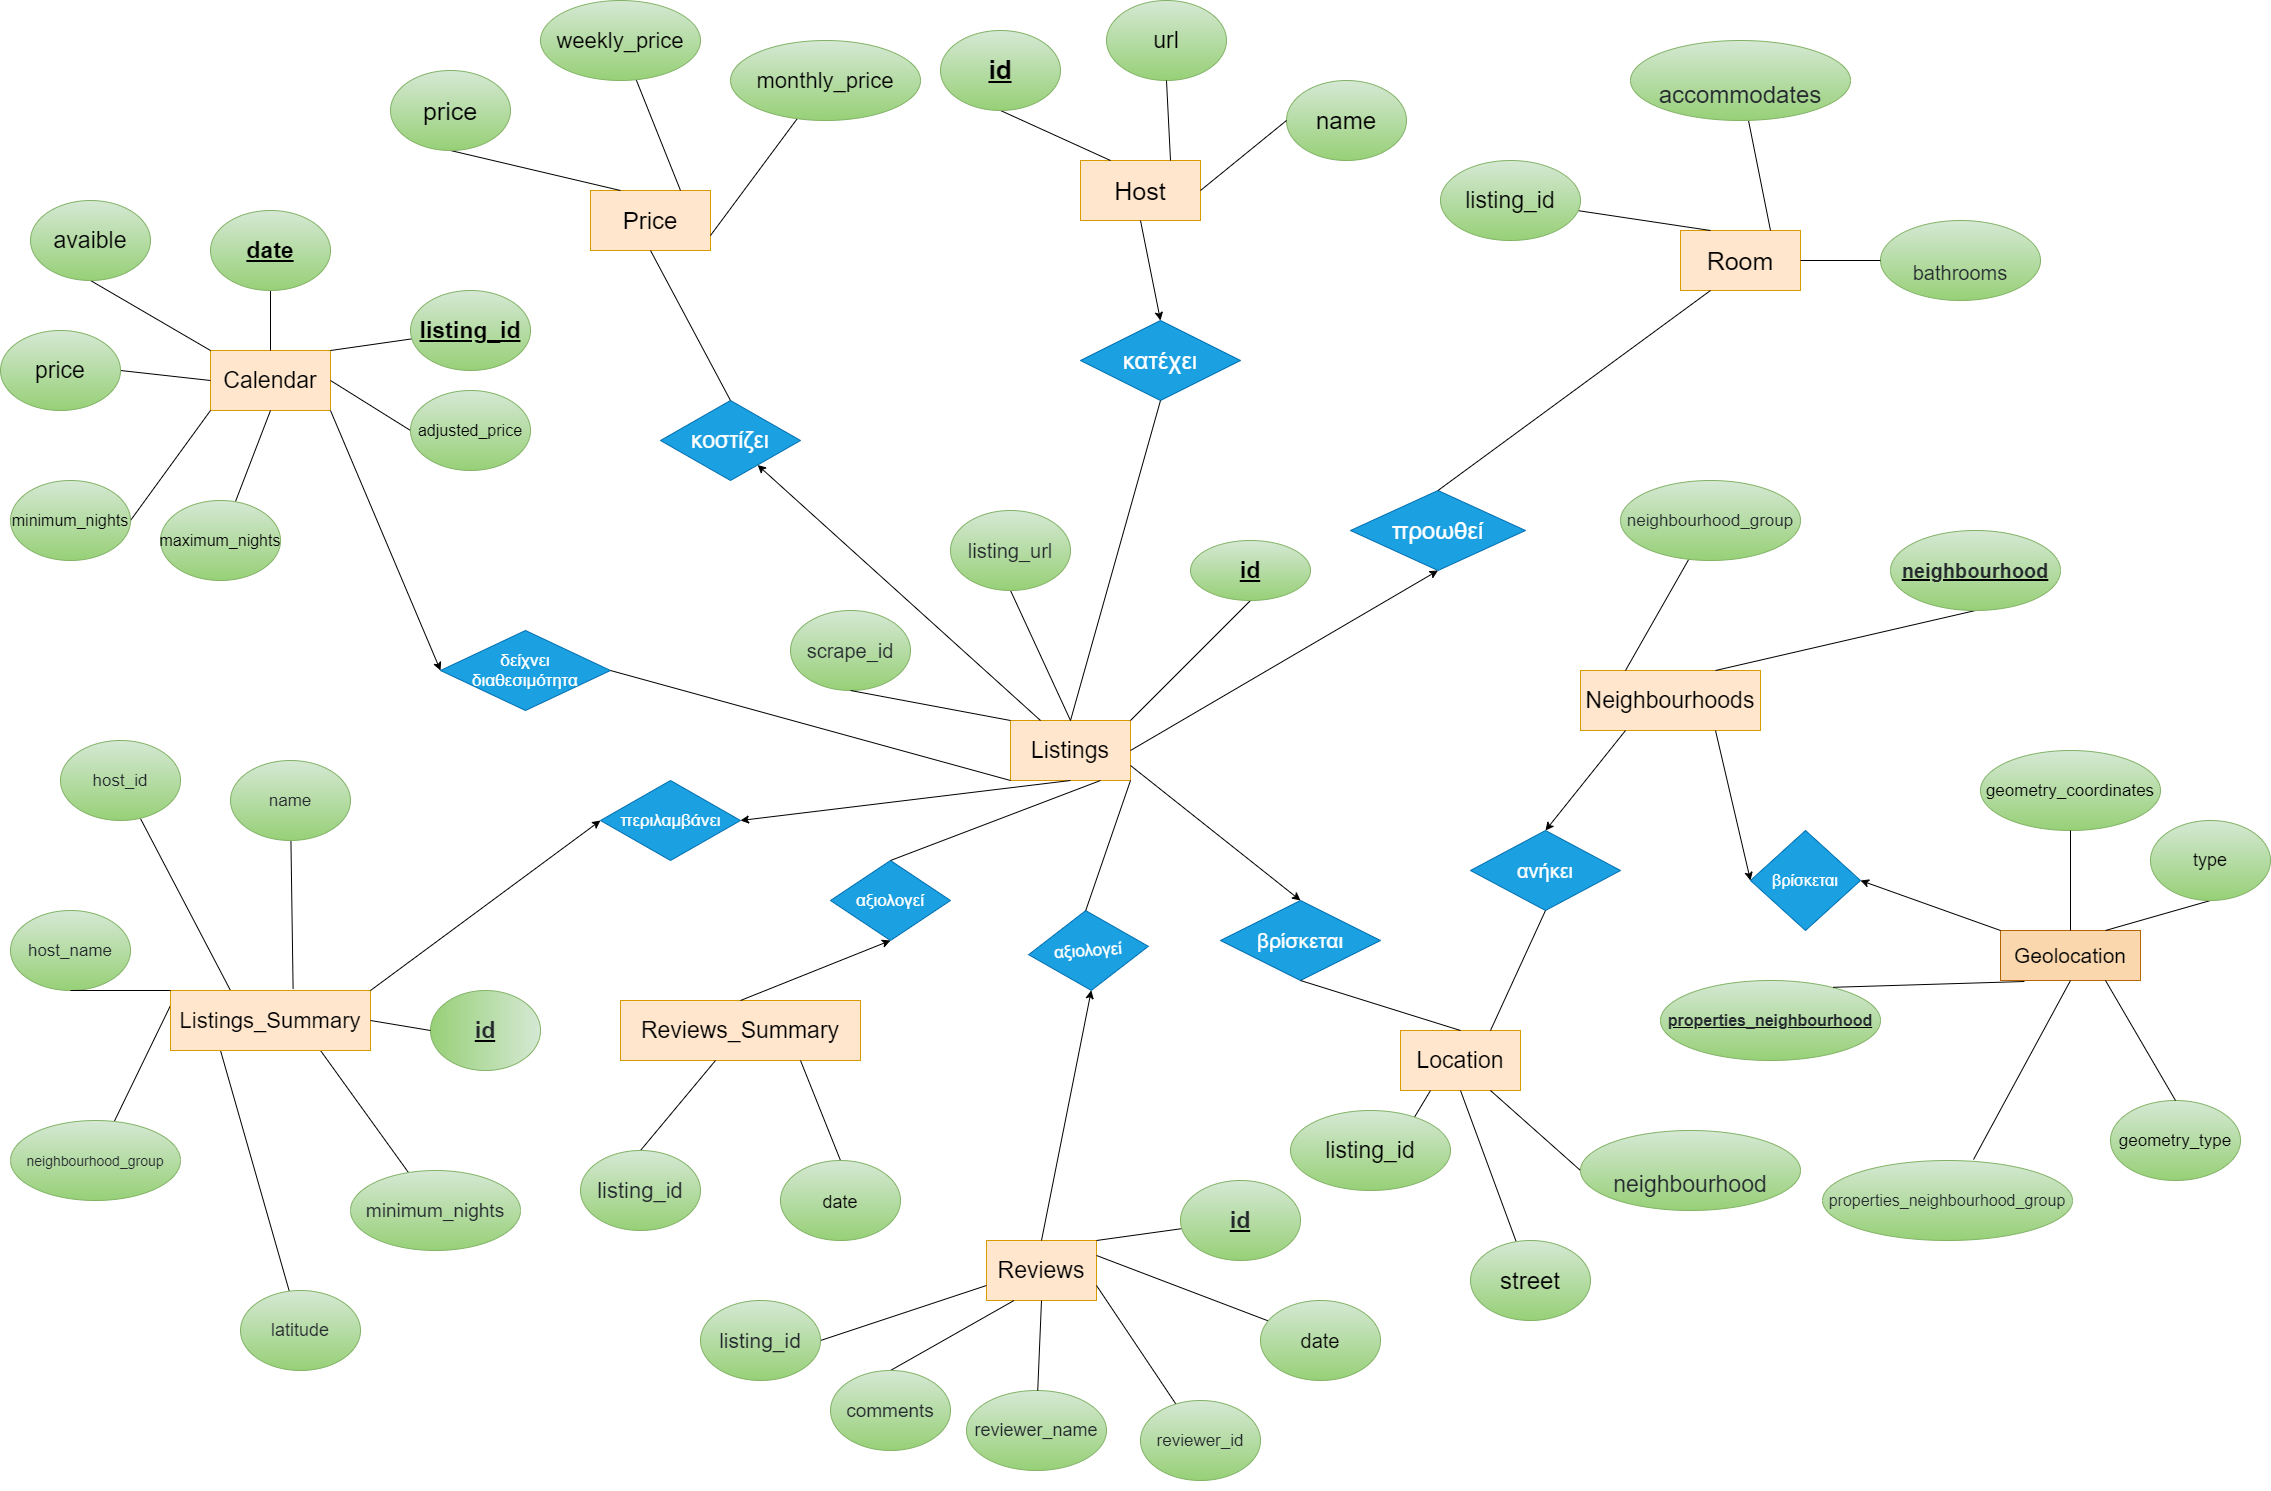 weekly_price
url
id
monthly_price
accommodates
price
name
Host
listing_id
Price
avaible
date
Room
bathrooms
listing_id
price
Calendar
κατέχει
adjusted_price
κοστίζει
minimum_nights
maximum_nights
neighbourhood_group
προωθεί
listing_url
id
neighbourhood
scrape_id
δείχνει
διαθεσιμότητα
Neighbourhoods
Listings
host_id
name
geometry_coordinates
περιλαμβάνει
type
ανήκει
βρίσκεται
αξιολογεί
βρίσκεται
host_name
αξιολογεί
Geolocation
Listings_Summary
id
Reviews_Summary
properties_neighbourhood
Location
geometry_type
listing_id
neighbourhood_group
neighbourhood
listing_id
date
properties_neighbourhood_group
minimum_nights
id
Reviews
street
latitude
listing_id
date
comments
reviewer_name
reviewer_id